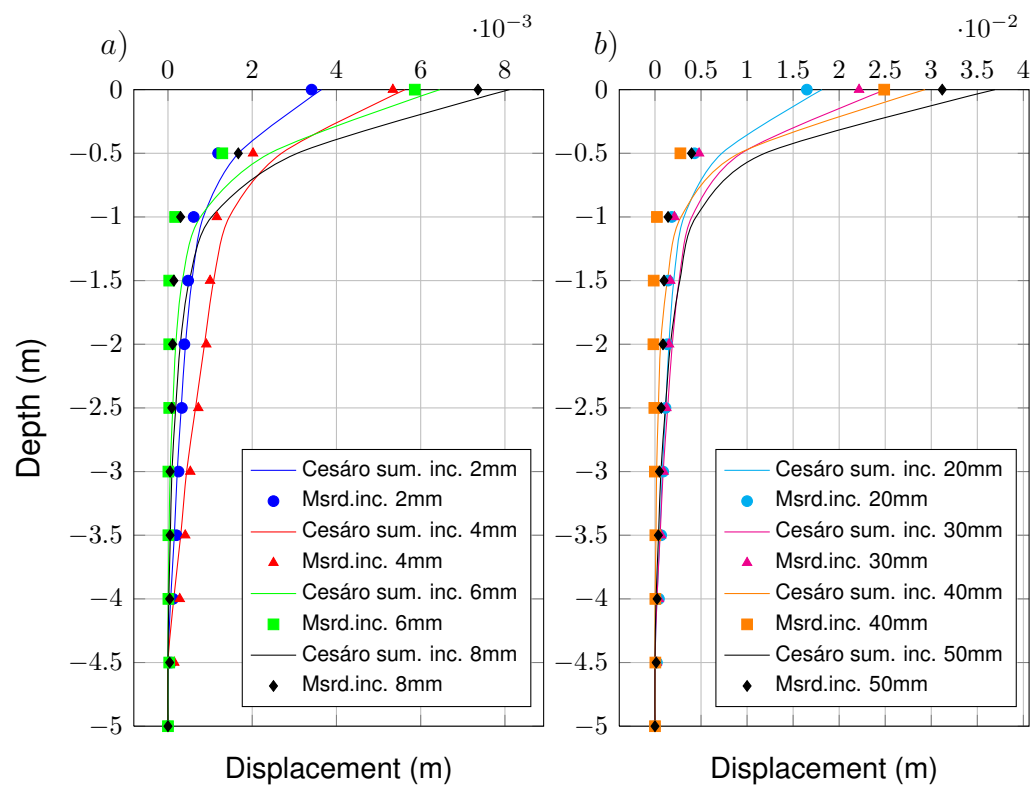 a)
·10−3
0 2 4 6 8
0
−0.5
−1
−1.5
−2
−2.5
−3
−3.5
−4
−4.5
−5
Depth (m)
Displacement (m)
Cesáro sum. inc. 2mm
Msrd.inc. 2mm
Cesáro sum. inc. 4mm
Msrd.inc. 4mm
Cesáro sum. inc. 6mm
Msrd.inc. 6mm
Cesáro sum. inc. 8mm
Msrd.inc. 8mm
b)
·10−2
0 0.5 1 1.5 2 2.5 3 3.5 4
0
−0.5
−1
−1.5
−2
−2.5
−3
−3.5
−4
−4.5
−5
Displacement (m)
Cesáro sum. inc. 20mm
Msrd.inc. 20mm
Cesáro sum. inc. 30mm
Msrd.inc. 30mm
Cesáro sum. inc. 40mm
Msrd.inc. 40mm
Cesáro sum. inc. 50mm
Msrd.inc. 50mm